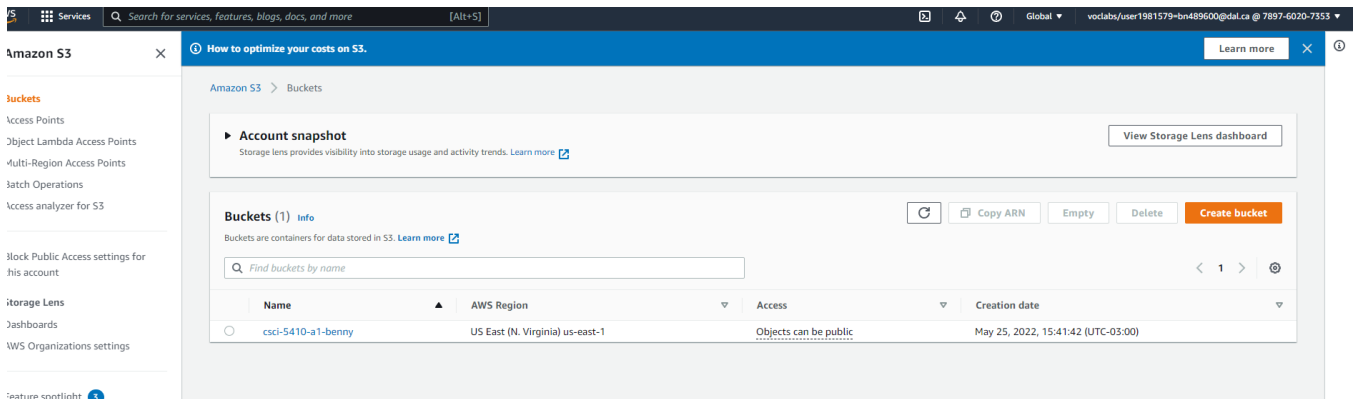 Services
Search for services, features, blogs, docs, and more
[Alt+S]
Global
voclabs/user1981579=bn489600@dal.ca @ 7897-6020-7353
Amazon S3
How to optimize your costs on S3.
Learn more
Buckets
Access Points
Object Lambda Access Points
Multi-Region Access Points
Batch Operations
Access analyzer for S3
Block Public Access settings for
this account
Storage Lens
Dashboards
AWS Organizations settings
Feature spotlight 3
Amazon S3 > Buckets
Account snapshot
Storage lens provides visibility into storage usage and activity trends. Learn more
View Storage Lens dashboard
Buckets (1) Info
Buckets are containers for data stored in S3. Learn more
Copy ARN
Empty
Delete
Create bucket
Find buckets by name
1
Name AWS Region Access Creation date
csci-5410-a1-benny US East (N. Virginia) us-east-1 Objects can be public May 25, 2022, 15:41:42 (UTC-03:00)